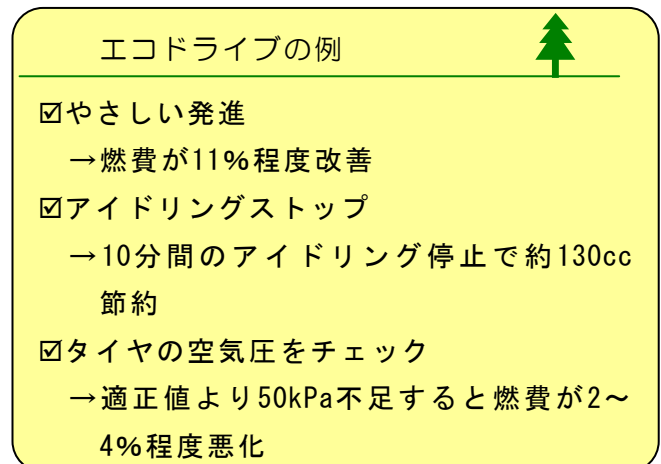 エコドライブの例
☑やさしい発進
→燃費が11%程度改善
☑アイドリングストップ
→10分間のアイドリング停止で約130cc
節約
☑タイヤの空気圧をチェック
→適正値より50kPa不足すると燃費が2～
4%程度悪化